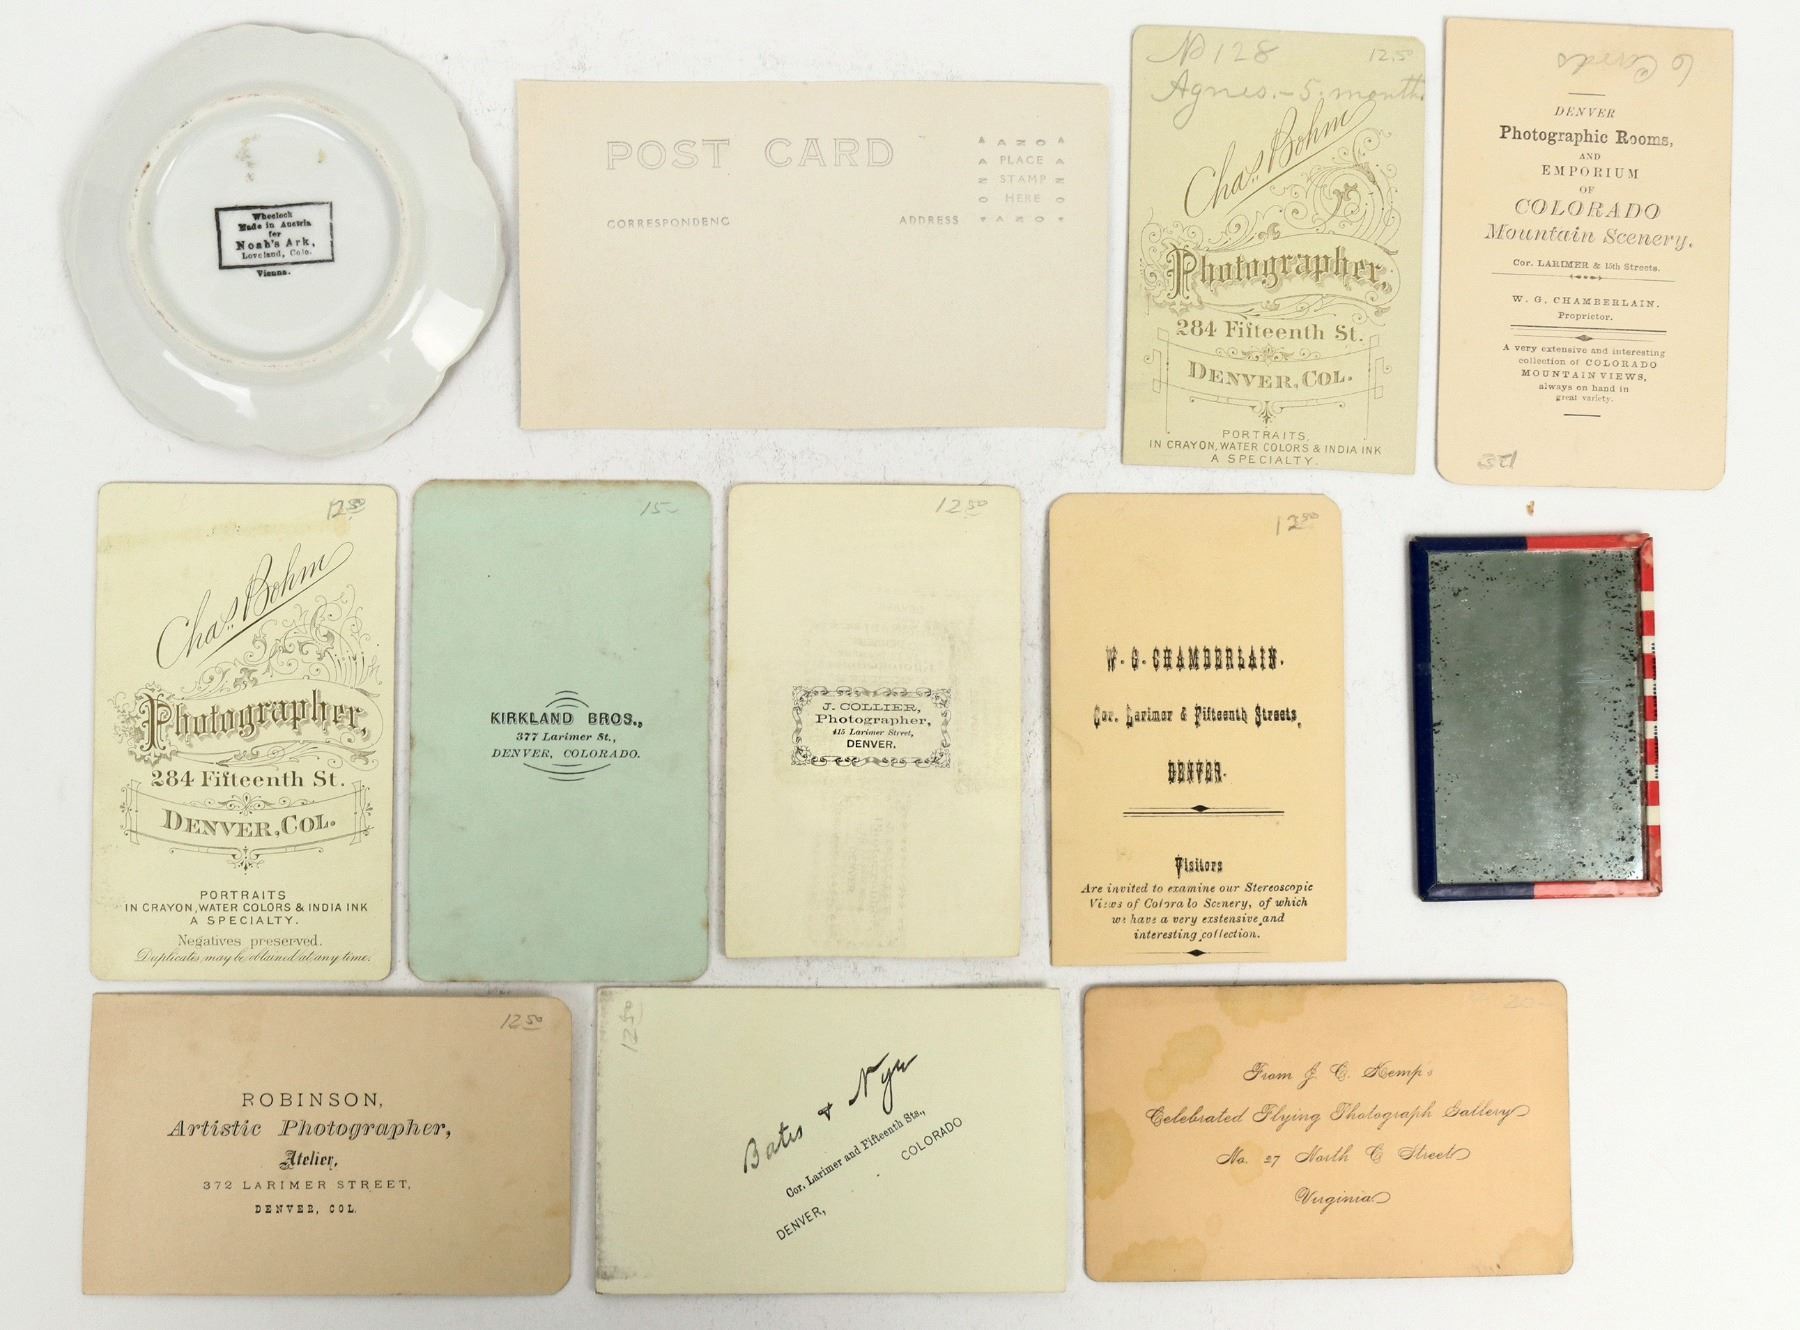 Wheelock
Made in Austria
for
Noah's Ark,
Loveland, Colo.
Vienna.
POST CARD
CORRESPONDENC
ADDRESS
AZOA
PLACE
STAMP
HERE
No 128
12.50
Agnes. - 5. months
Chas. Bohm
Photographer,
284 Fifteenth St.
DENVER, COL.
PORTRAITS,
IN CRAYON, WATER COLORS & INDIA INK
A SPECIALTY.
6 Cards
DENVER
Photographic Rooms,
AND
EMPORIUM
OF
COLORADO
Mountain Scenery.
Cor. LARIMER & 15th Streets.
W. G. CHAMBERLAIN.
Proprietor.
A very extensive and interesting
collection of COLORADO
MOUNTAIN VIEWS,
always on hand in
great variety.
12.50
Chas. Bohm
Photographer,
284 Fifteenth St.
DENVER, COL.
PORTRAITS
IN CRAYON, WATER COLORS & INDIA INK
A SPECIALTY.
Negatives preserved.
Duplicates may be obtained at any time.
15-
KIRKLAND BROS.,
377 Larimer St.,
DENVER, COLORADO.
12.50
J. COLLIER,
Photographer,
415 Larimer Street,
DENVER.
12.50
W. G. CHAMBERLAIN.
Cor. Larimer & Fifteenth Streets,
DENVER.
Visitors
Are invited to examine our Stereoscopic
Views of Colora lo Scenery, of which
we have a very exstensive and
interesting collection.
12.50
ROBINSON,
Artistic Photographer,
Atelier,
372 LARIMER STREET,
DENVER, COL.
12.50
Bates & Nye
Cor. Larimer and Fifteenth Sts.,
DENVER, COLORADO
20-
From J. C. Kemp's
Celebrated Flying Photograph Gallery
No. 27 North C Street
Virginia